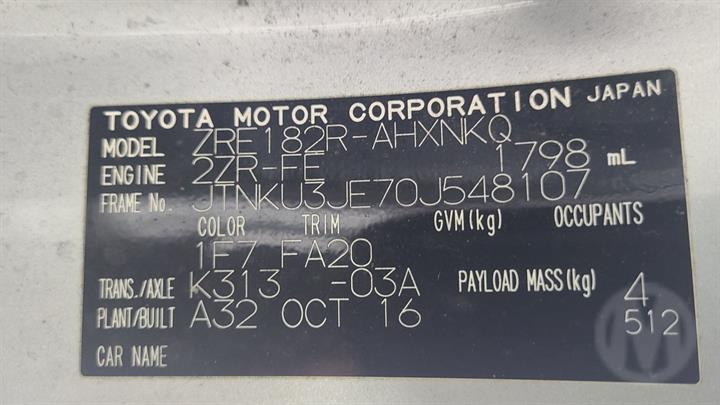 TOYOTA MOTOR CORPORATION JAPAN
MODEL ZRE182R-AHXNKQ
ENGINE 2ZR-FE 1798 mL
FRAME No. JTNKU3JE70J548107
COLOR TRIM GVM(kg) OCCUPANTS
1F7 FA20
TRANS./AXLE K313 -03A PAYLOAD MASS(kg) 4
PLANT/BUILT A32 OCT 16 512
CAR NAME
M